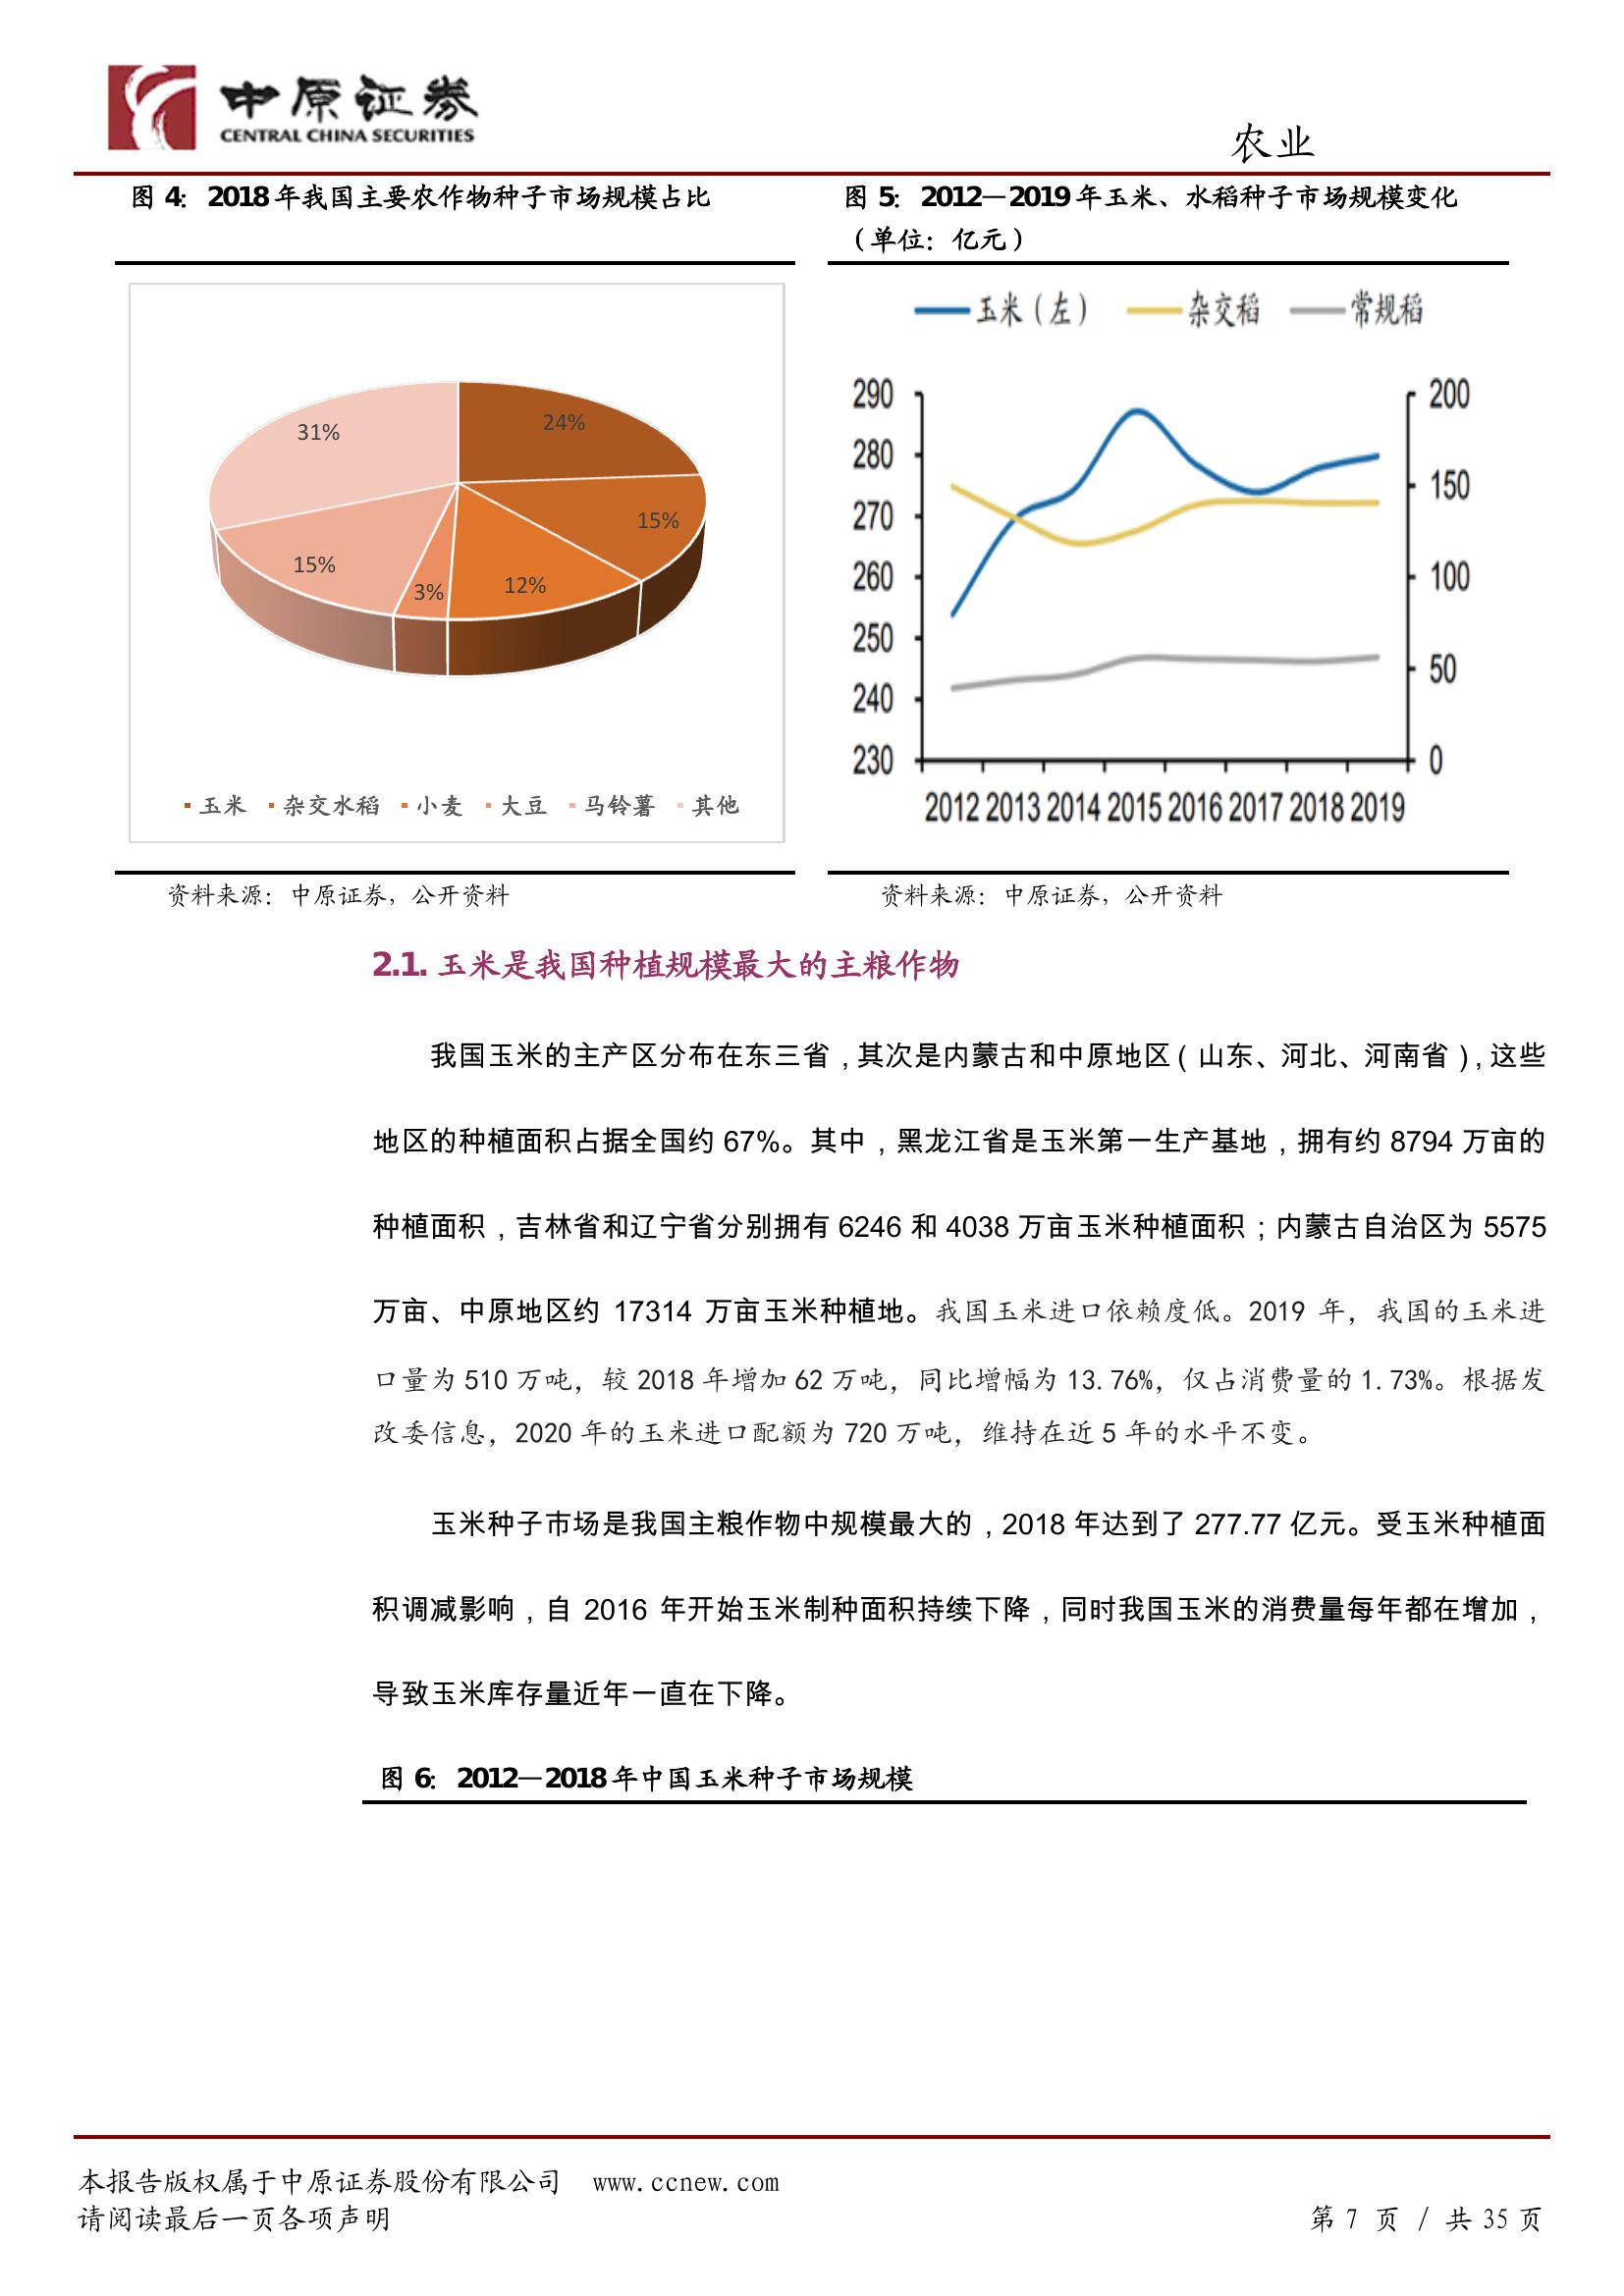 中原证券
CENTRAL CHINA SECURITIES
农业
图 4: 2018年我国主要农作物种子市场规模占比
31%
24%
15%
15%
3%
12%
玉米 杂交水稻 小麦 大豆 马铃薯 其他
资料来源：中原证券，公开资料
图 5: 2012—2019年玉米、水稻种子市场规模变化
（单位：亿元）
玉米（左） 杂交稻 常规稻
290 200
280
150
270
260 100
250
50
240
230 0
2012 2013 2014 2015 2016 2017 2018 2019
资料来源：中原证券，公开资料
2.1. 玉米是我国种植规模最大的主粮作物
我国玉米的主产区分布在东三省，其次是内蒙古和中原地区（山东、河北、河南省），这些
地区的种植面积占据全国约 67%。其中，黑龙江省是玉米第一生产基地，拥有约 8794 万亩的
种植面积，吉林省和辽宁省分别拥有 6246 和 4038 万亩玉米种植面积；内蒙古自治区为 5575
万亩、中原地区约 17314 万亩玉米种植地。我国玉米进口依赖度低。2019 年，我国的玉米进
口量为 510 万吨，较 2018 年增加 62 万吨，同比增幅为 13.76%，仅占消费量的 1.73%。根据发
改委信息，2020 年的玉米进口配额为 720 万吨，维持在近 5 年的水平不变。
玉米种子市场是我国主粮作物中规模最大的，2018 年达到了 277.77 亿元。受玉米种植面
积调减影响，自 2016 年开始玉米制种面积持续下降，同时我国玉米的消费量每年都在增加，
导致玉米库存量近年一直在下降。
图 6: 2012—2018年中国玉米种子市场规模
本报告版权属于中原证券股份有限公司 www.ccnew.com
请阅读最后一页各项声明
第 7 页 / 共 35 页